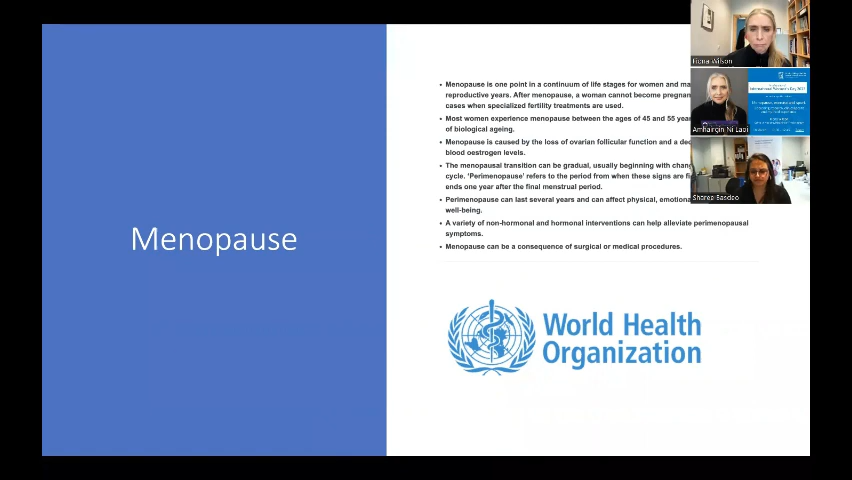 Menopause
• Menopause is one point in a continuum of life stages for women and ma
reproductive years. After menopause, a woman cannot become pregnan
cases when specialized fertility treatments are used.
• Most women experience menopause between the ages of 45 and 55 year
of biological ageing.
• Menopause is caused by the loss of ovarian follicular function and a dec
blood oestrogen levels.
• The menopausal transition can be gradual, usually beginning with chang
cycle. ‘Perimenopause’ refers to the period from when these signs are fi
ends one year after the final menstrual period.
• Perimenopause can last several years and can affect physical, emotiona
well-being.
• A variety of non-hormonal and hormonal interventions can help alleviate perimenopausal
symptoms.
• Menopause can be a consequence of surgical or medical procedures.
World Health
Organization
Fiona Wilson
International Women's Day 2023
Sharee Basdeo